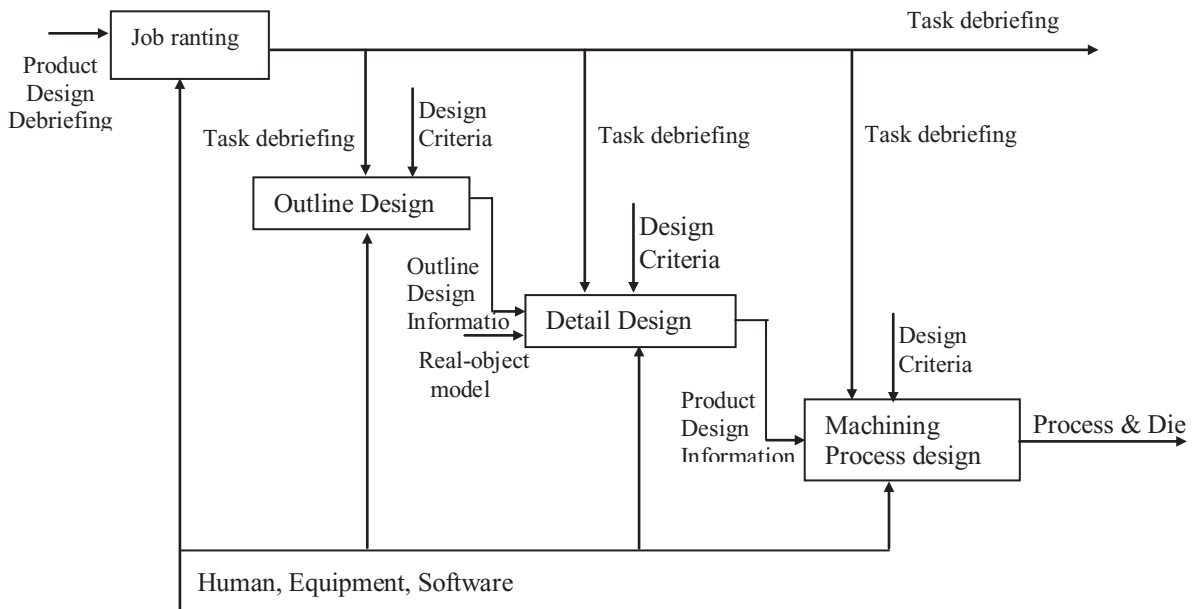 Task debriefing
Job ranting
Product
Design
Debriefing
Design
Criteria
Task debriefing
Task debriefing
Task debriefing
Outline Design
Design
Criteria
Outline
Design
Informatio
Detail Design
Real-object
model
Design
Criteria
Product
Design
Information
Machining
Process design
Process & Die
Human, Equipment, Software